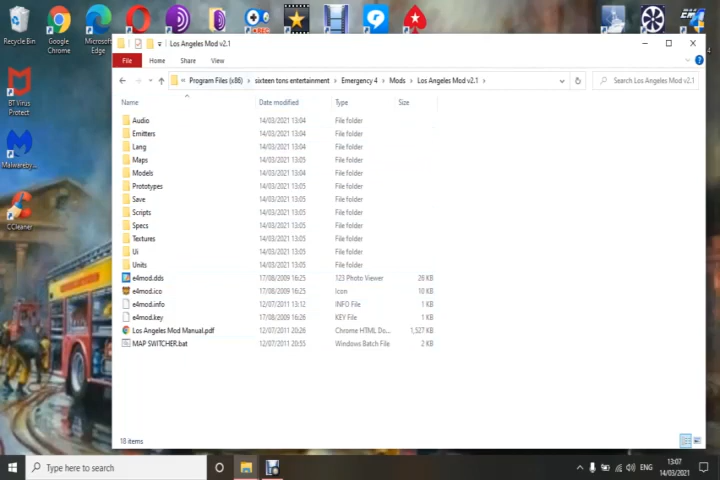 Recycle Bin
Google Chrome
Microsoft Edge
REC
EM
BT Virus Protect
Malwareby...
CCleaner
Los Angeles Mod v2.1
File Home Share View
« Program Files (x86) › sixteen tons entertainment › Emergency 4 › Mods › Los Angeles Mod v2.1 ›
Search Los Angeles Mod v2.1
Name Date modified Type Size
Audio 14/03/2021 13:04 File folder
Emitters 14/03/2021 13:04 File folder
Lang 14/03/2021 13:04 File folder
Maps 14/03/2021 13:05 File folder
Models 14/03/2021 13:04 File folder
Prototypes 14/03/2021 13:05 File folder
Save 14/03/2021 13:05 File folder
Scripts 14/03/2021 13:05 File folder
Specs 14/03/2021 13:05 File folder
Textures 14/03/2021 13:05 File folder
Ui 14/03/2021 13:05 File folder
Units 14/03/2021 13:05 File folder
e4mod.dds 17/08/2009 16:25 123 Photo Viewer 28 KB
e4mod.ico 17/08/2009 16:25 Icon 10 KB
e4mod.info 12/07/2011 13:12 INFO File 1 KB
e4mod.key 17/08/2009 16:26 KEY File 1 KB
Los Angeles Mod Manual.pdf 12/07/2011 20:26 Chrome HTML Do... 1,527 KB
MAP SWITCHER.bat 12/07/2011 20:55 Windows Batch File 2 KB
18 items
Type here to search
ENG
13:07
14/03/2021